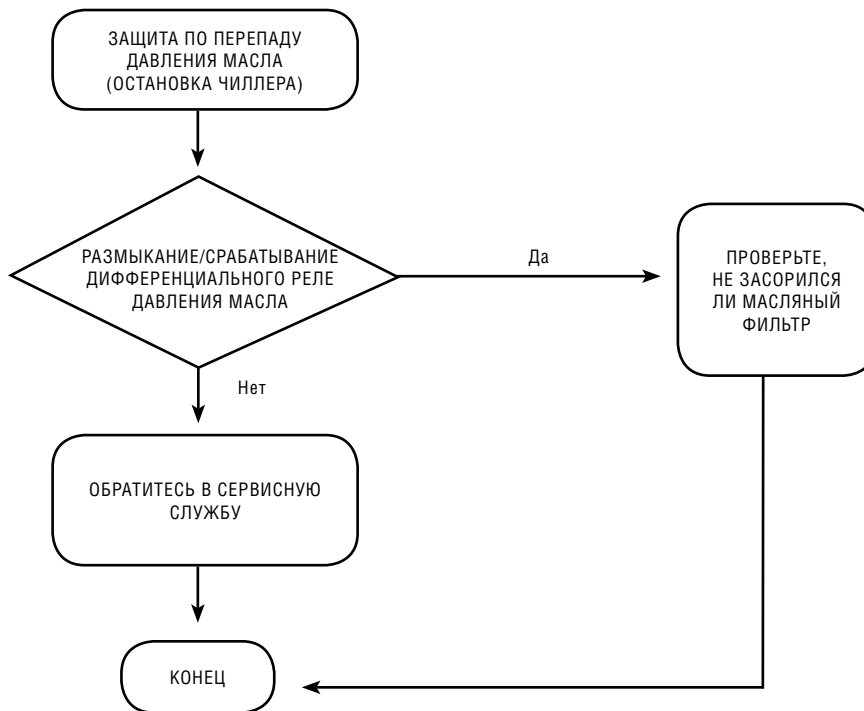 ЗАЩИТА ПО ПЕРЕПАДУ
ДАВЛЕНИЯ МАСЛА
(ОСТАНОВКА ЧИЛЛЕРА)
РАЗМЫКАНИЕ/СРАБАТЫВАНИЕ
ДИФФЕРЕНЦИАЛЬНОГО РЕЛЕ
ДАВЛЕНИЯ МАСЛА
Да
ПРОВЕРЬТЕ,
НЕ ЗАСОРИЛСЯ
ЛИ МАСЛЯНЫЙ
ФИЛЬТР
Нет
ОБРАТИТЕСЬ В СЕРВИСНУЮ
СЛУЖБУ
КОНЕЦ